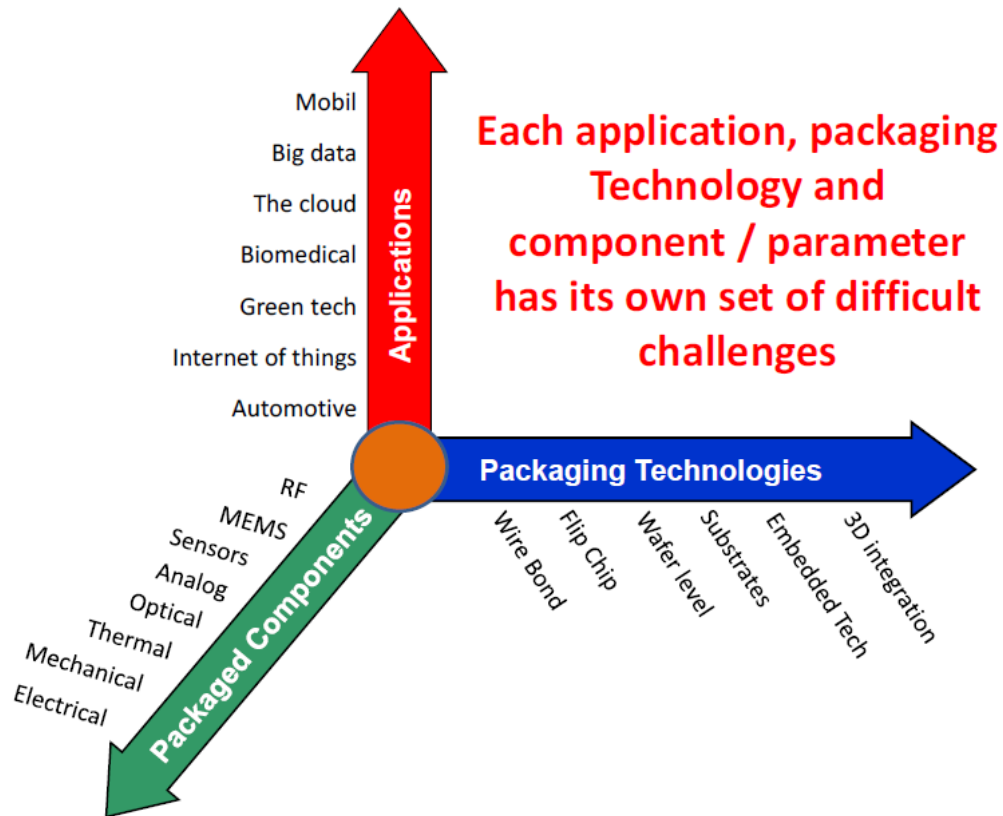 Mobil
Big data
The cloud
Biomedical
Green tech
Internet of things
Automotive
Applications
Each application, packaging
Technology and
component / parameter
has its own set of difficult
challenges
Packaging Technologies
Wire Bond
Flip Chip
Wafer level
Substrates
Embedded Tech
3D integration
RF
MEMS
Sensors
Analog
Optical
Thermal
Mechanical
Electrical
Packaged Components